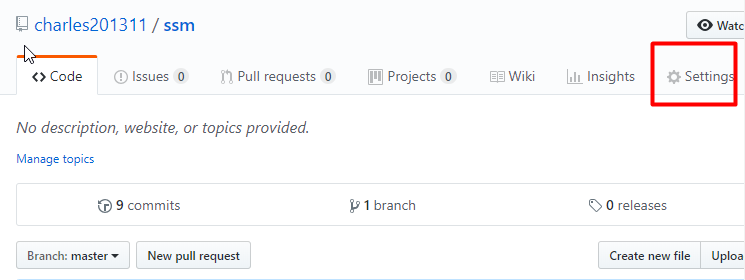 charles201311 / ssm
Watc
Code Issues 0 Pull requests 0 Projects 0 Wiki Insights Settings
No description, website, or topics provided.
Manage topics
9 commits 1 branch 0 releases
Branch: master New pull request Create new file Uploa